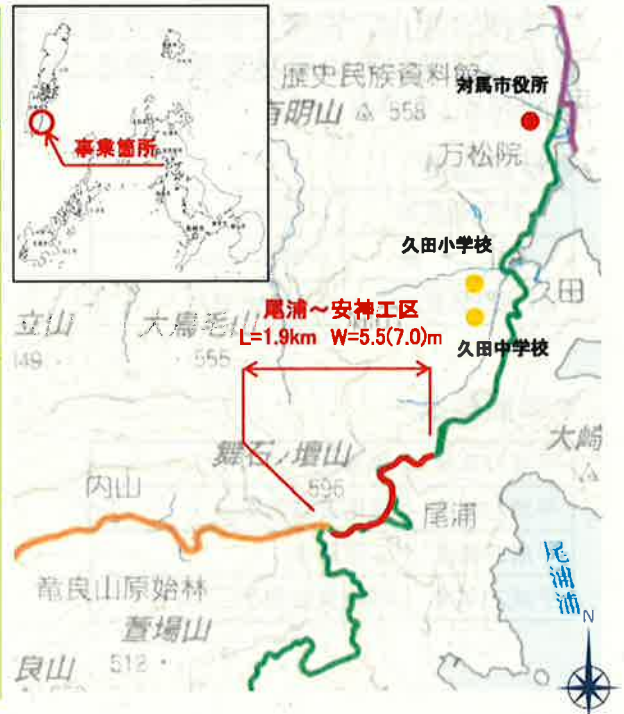 事業箇所
歴史民族資料館
対馬市役所
有明山 558
万松院
久田小学校
久田
久田中学校
尾浦～安神工区
L=1.9km W=5.5(7.0)m
立山
大鳥毛山
555
大崎
舞石ノ壇山
596
内山
尾浦
尾浦浦
竜良山原始林
萱場山
良山 512
N